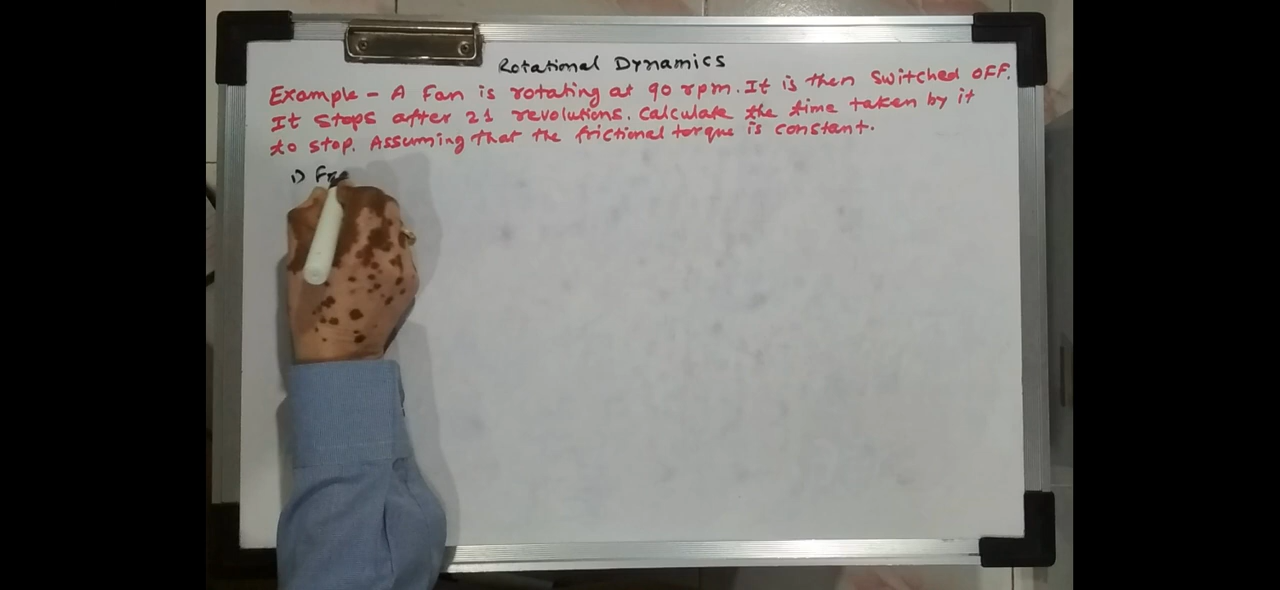 Rotational Dynamics
Example - A Fan is rotating at 90 rpm. It is then switched OFF.
It stops after 21 revolutions. Calculate the time taken by it
to stop. Assuming that the frictional torque is constant.
1)